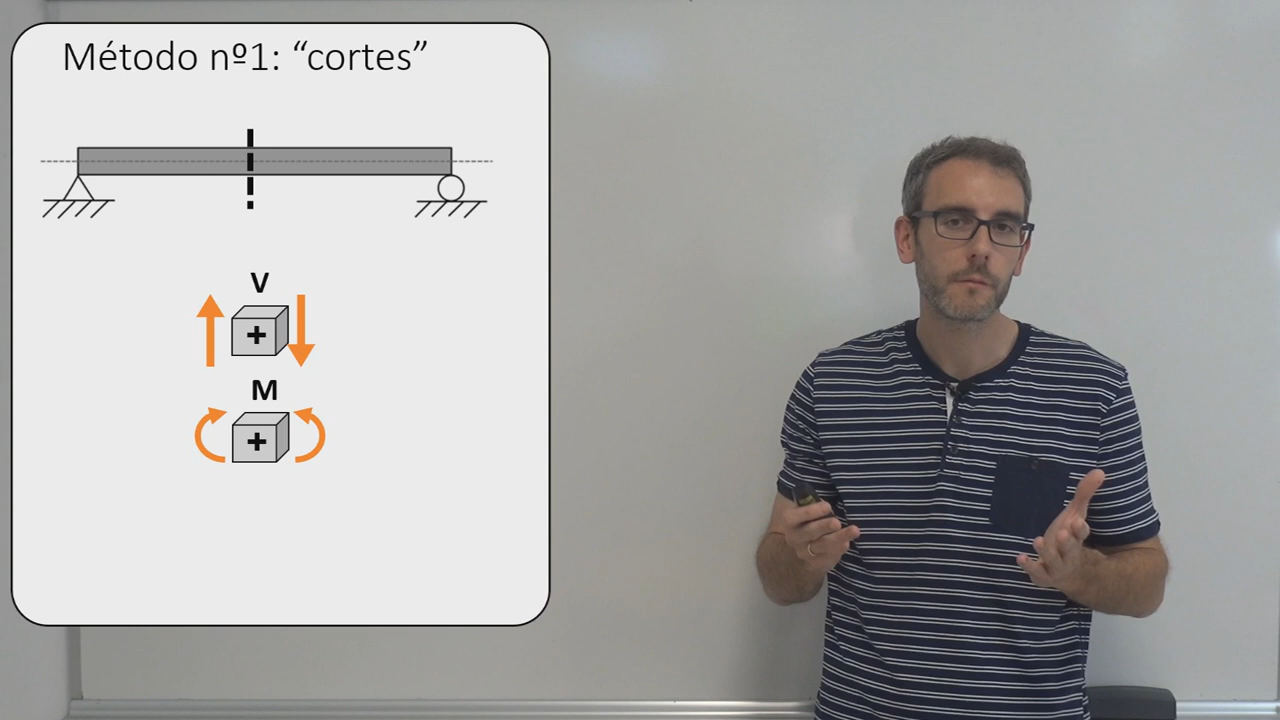 Método nº1: “cortes”
V
+
M
+